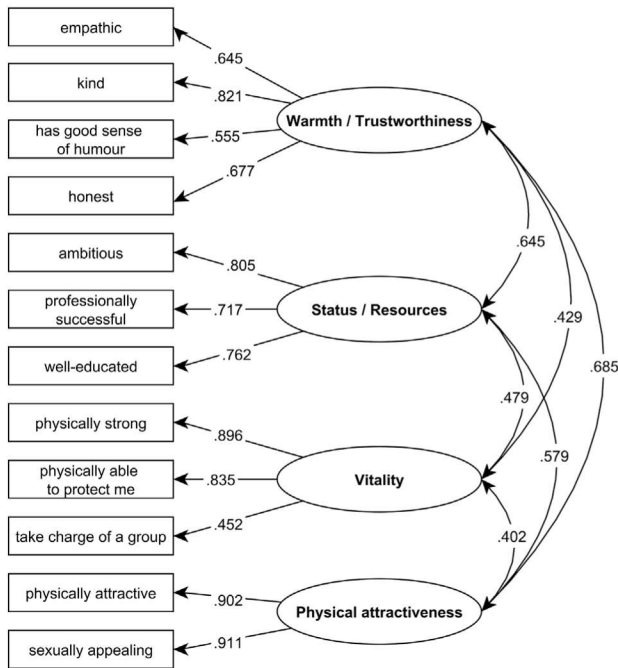 empathic
.645
kind
.821
Warmth / Trustworthiness
has good sense
of humour
.555
.677
honest
ambitious
.805
.645
professionally
successful
.717
Status / Resources
.429
.762
well-educated
.685
.479
physically strong
.896
.579
physically able
to protect me
.835
Vitality
.452
take charge of a group
.402
physically attractive
.902
Physical attractiveness
.911
sexually appealing